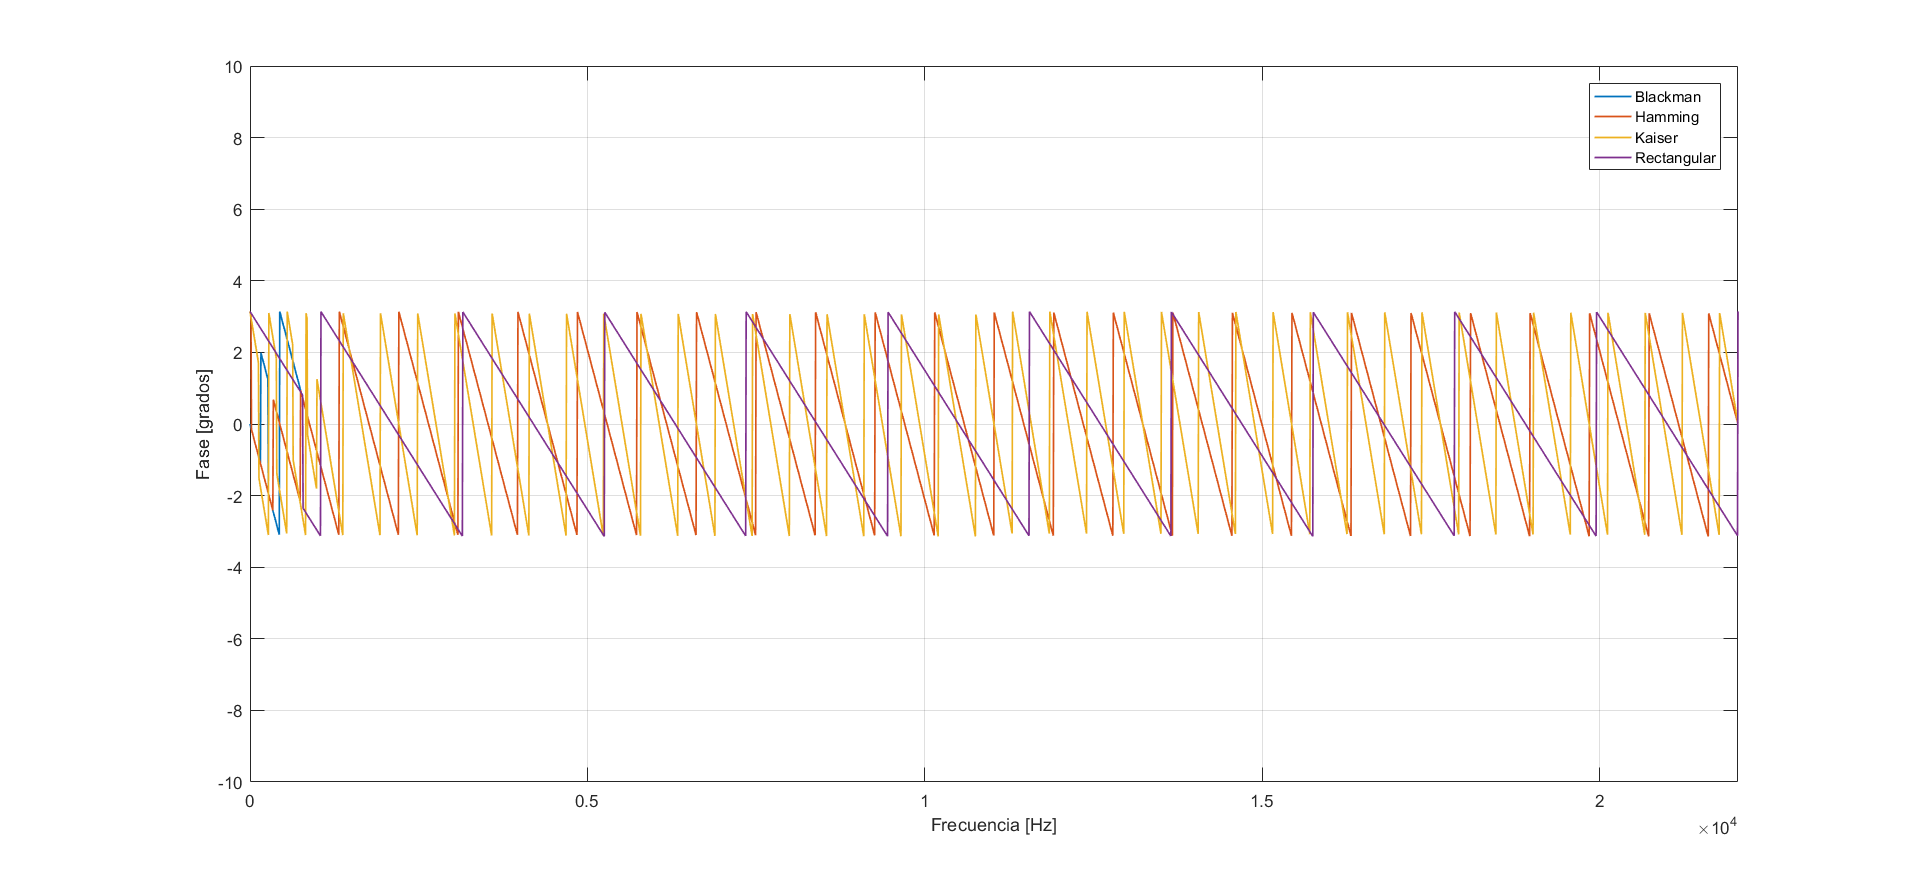 10
8
6
4
2
0
-2
-4
-6
-8
-10
Fase [grados]
0
0.5
1
1.5
2
×10^4
Frecuencia [Hz]
Blackman
Hamming
Kaiser
Rectangular